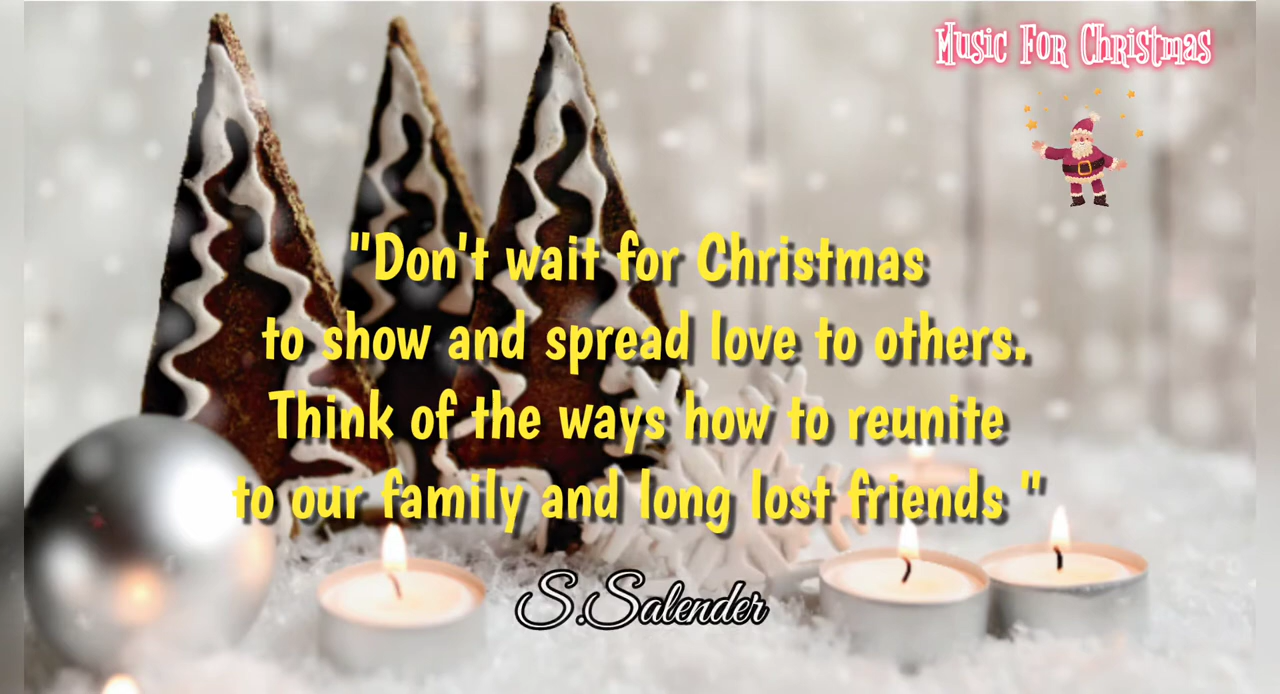 Music For Christmas
"Don't wait for Christmas
to show and spread love to others.
Think of the ways how to reunite
to our family and long lost friends "
S.Salender